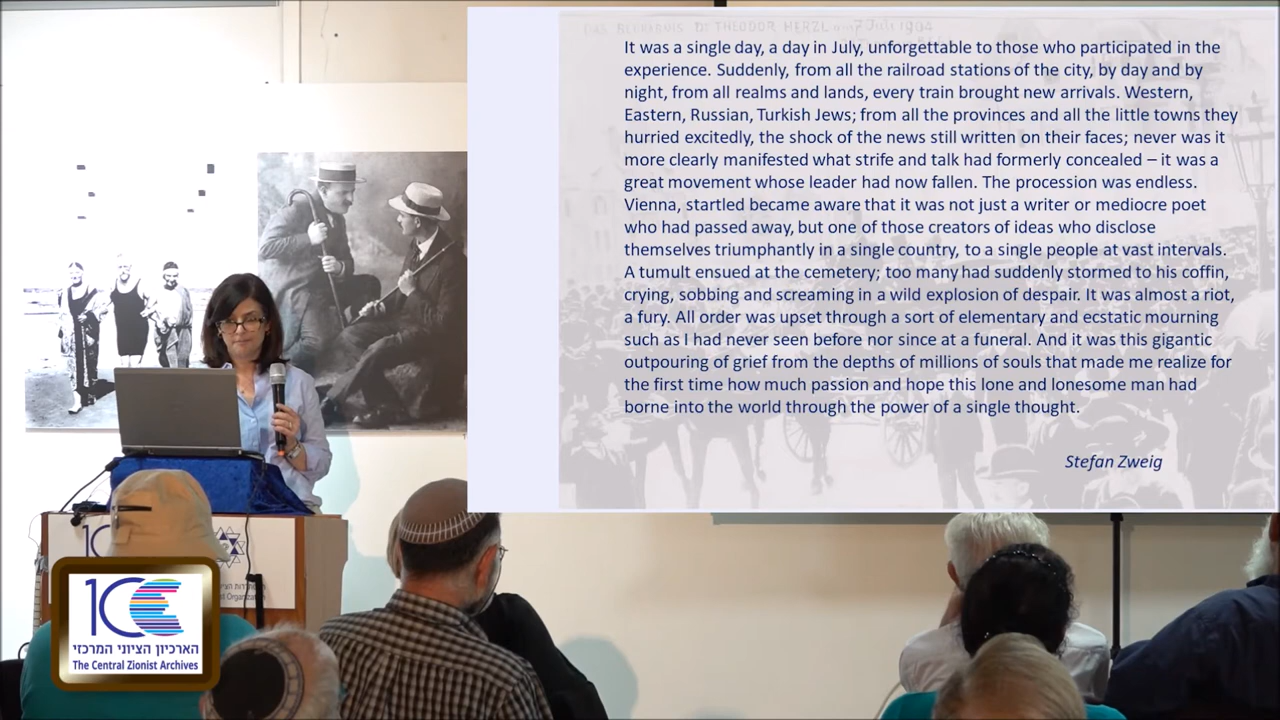 DAS BEGRÄBNIS DR THEODOR HERZL am 7 Juli 1904
It was a single day, a day in July, unforgettable to those who participated in the
experience. Suddenly, from all the railroad stations of the city, by day and by
night, from all realms and lands, every train brought new arrivals. Western,
Eastern, Russian, Turkish Jews; from all the provinces and all the little towns they
hurried excitedly, the shock of the news still written on their faces; never was it
more clearly manifested what strife and talk had formerly concealed – it was a
great movement whose leader had now fallen. The procession was endless.
Vienna, startled became aware that it was not just a writer or mediocre poet
who had passed away, but one of those creators of ideas who disclose
themselves triumphantly in a single country, to a single people at vast intervals.
A tumult ensued at the cemetery; too many had suddenly stormed to his coffin,
crying, sobbing and screaming in a wild explosion of despair. It was almost a riot,
a fury. All order was upset through a sort of elementary and ecstatic mourning
such as I had never seen before nor since at a funeral. And it was this gigantic
outpouring of grief from the depths of millions of souls that made me realize for
the first time how much passion and hope this lone and lonesome man had
borne into the world through the power of a single thought.
Stefan Zweig
10
הארכיון הציוני המרכזי
The Central Zionist Archives